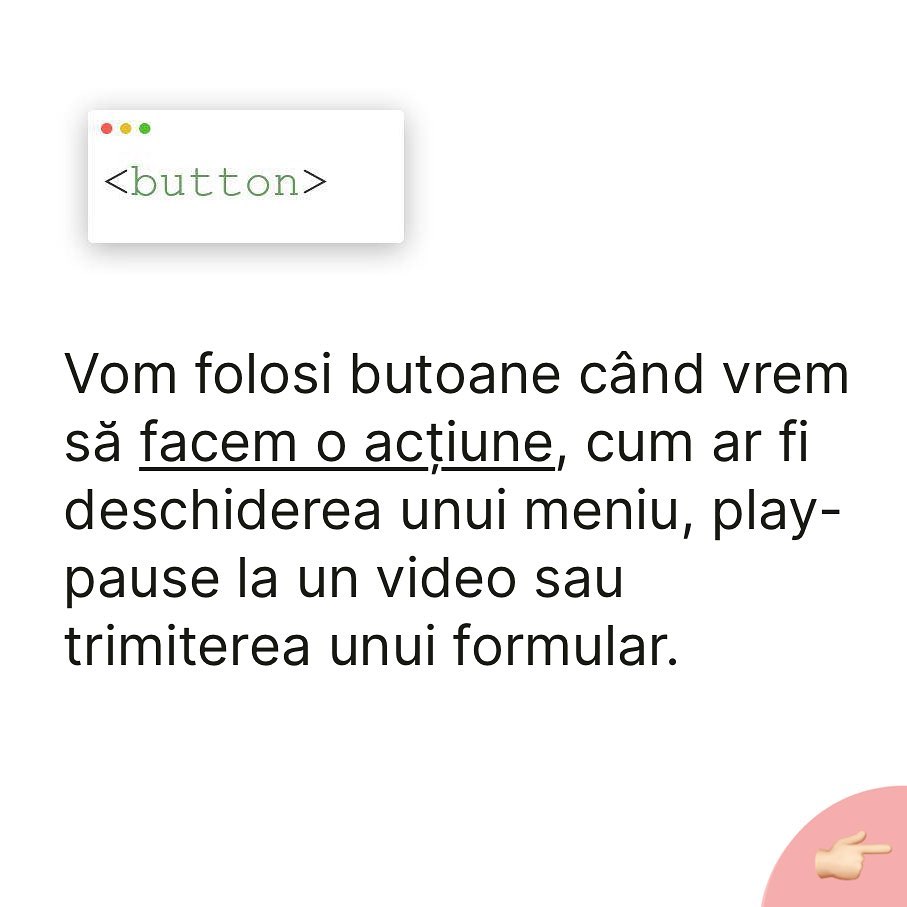 <button>
Vom folosi butoane când vrem
să facem o acțiune, cum ar fi
deschiderea unui meniu, play-
pause la un video sau
trimiterea unui formular.